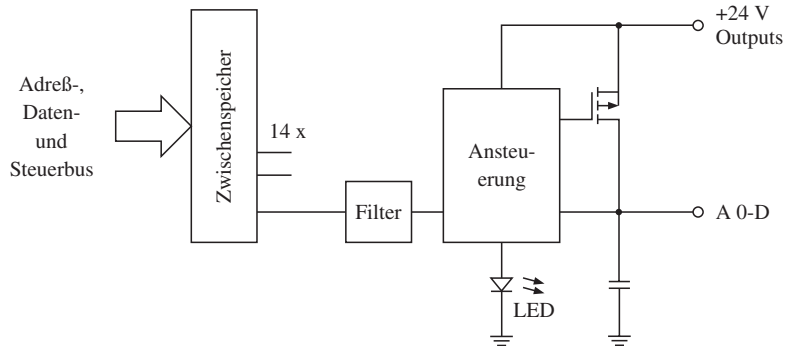 +24 V
Outputs
Adreß-,
Daten-
und
Steuerbus
Zwischenspeicher
14 x
Ansteu-
erung
Filter
A 0-D
LED